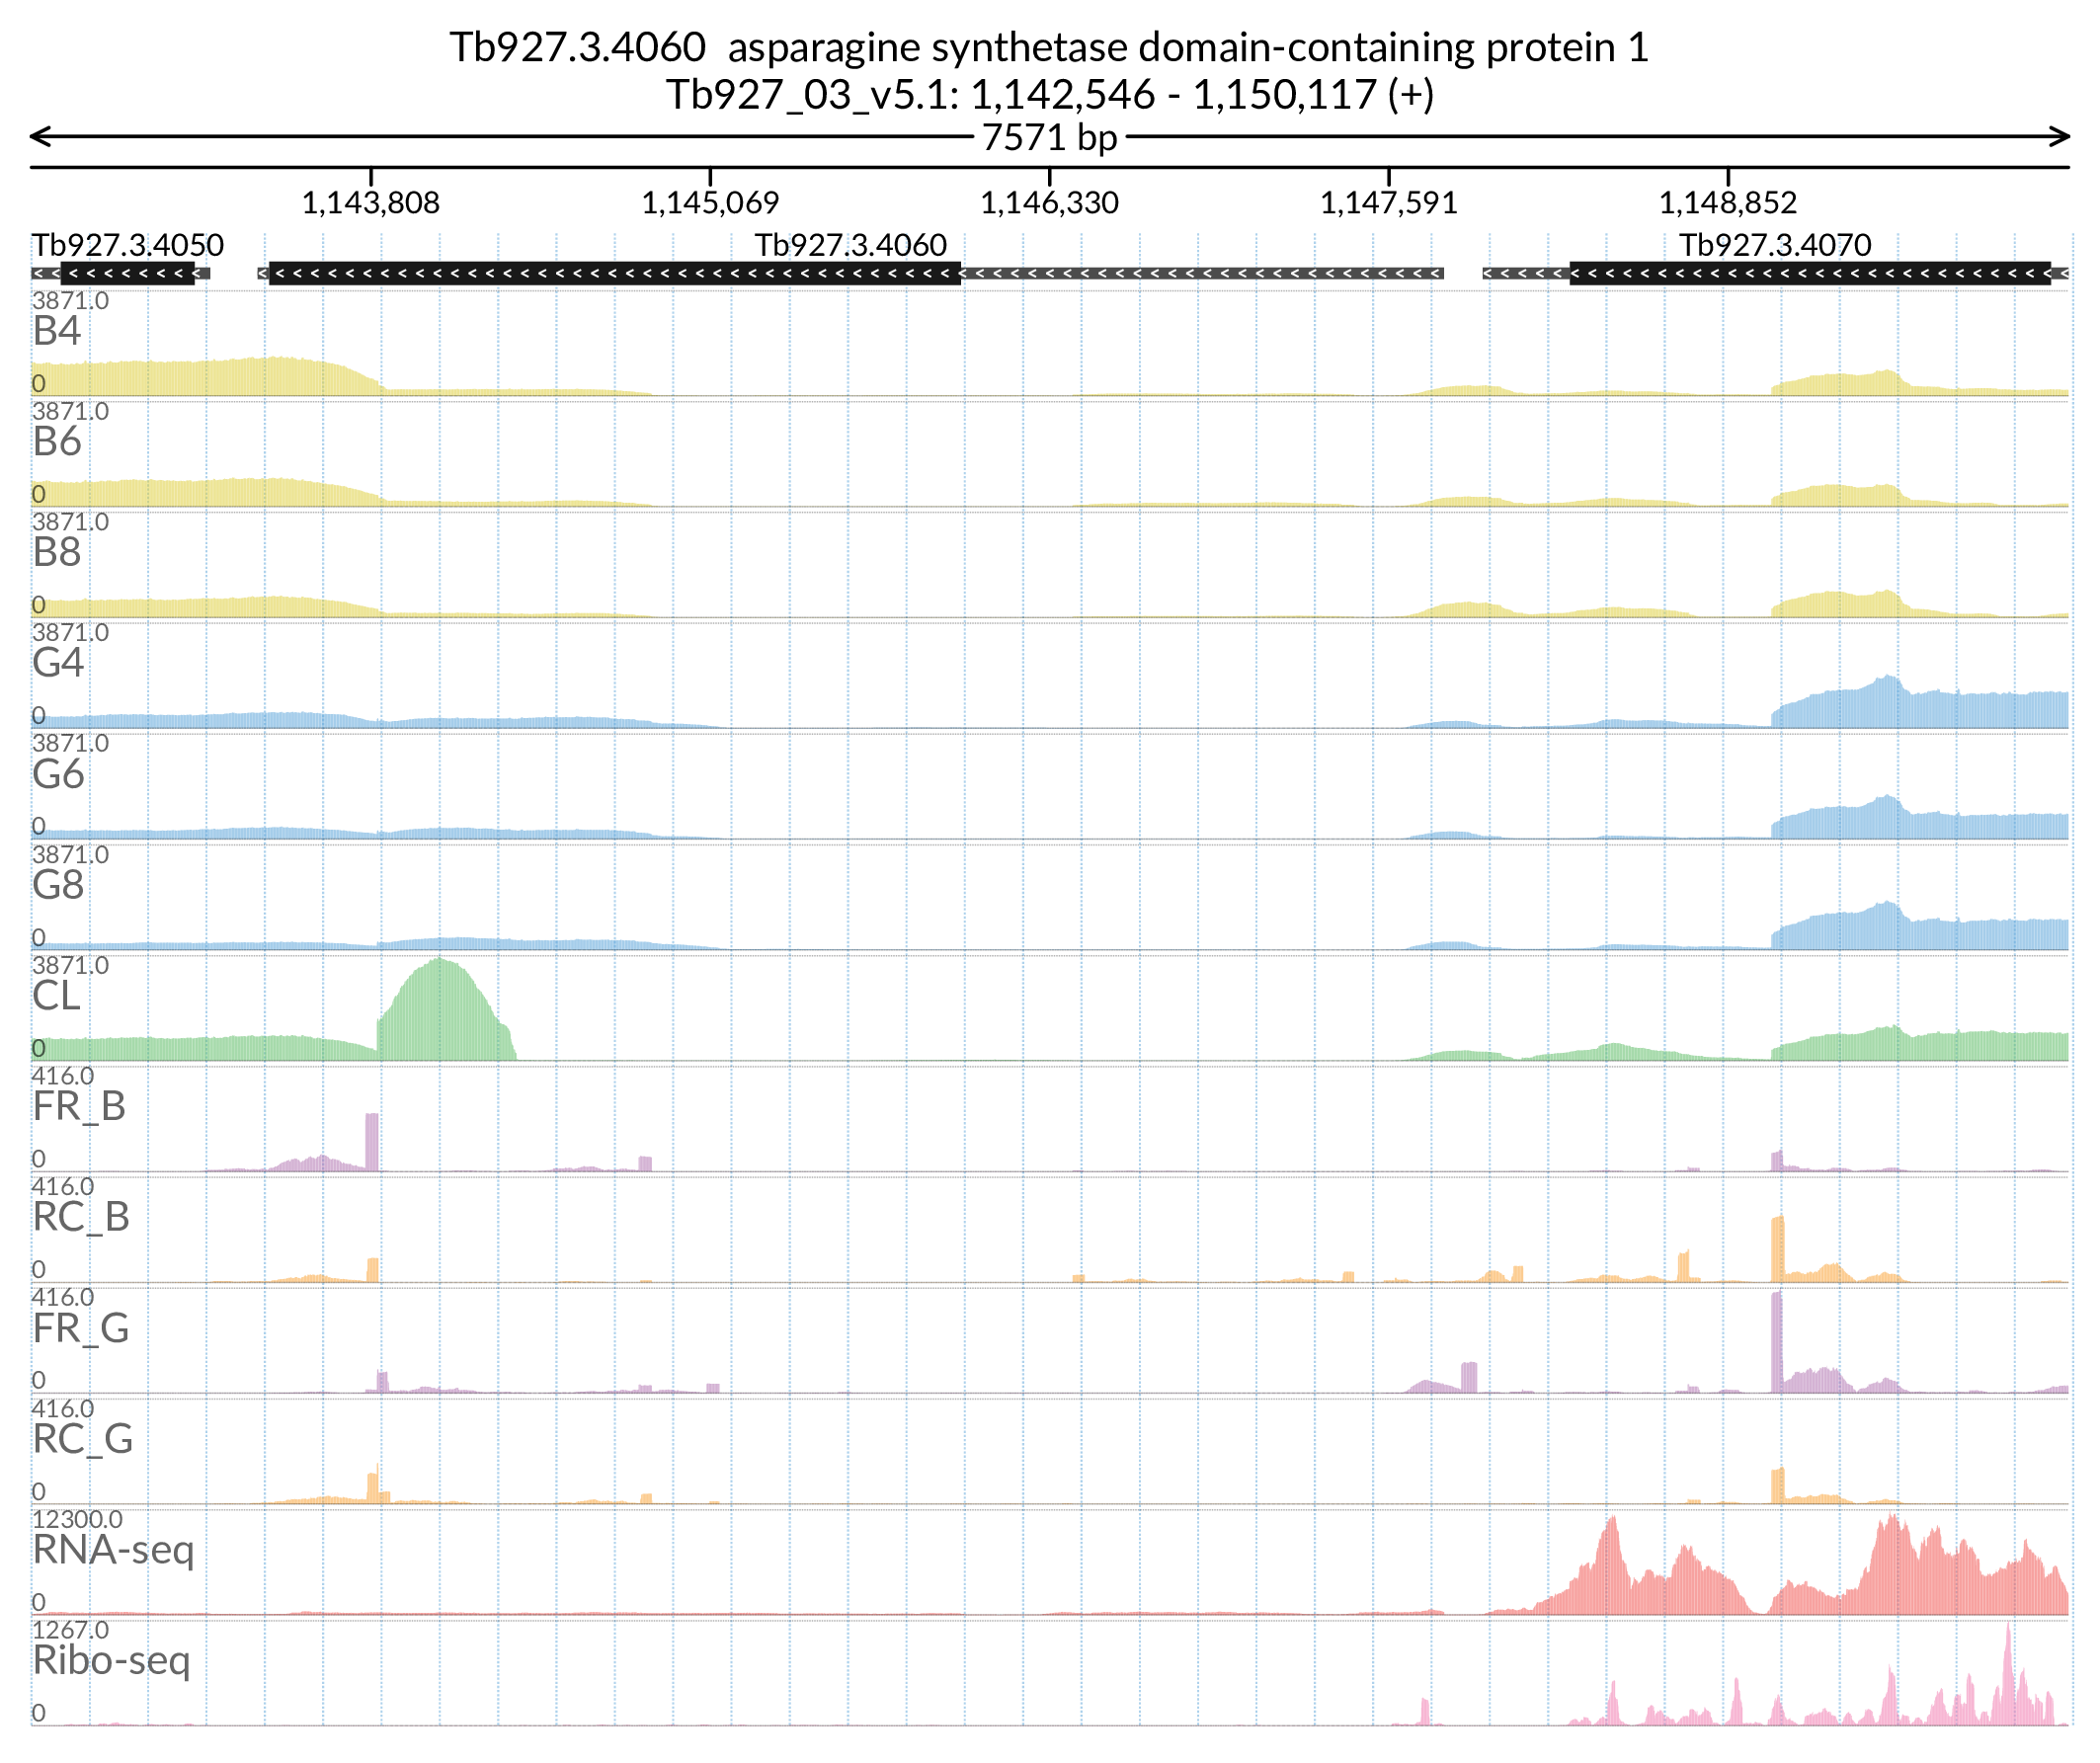 Tb927.3.4060 asparagine synthetase domain-containing protein 1
Tb927_03_v5.1: 1,142,546 - 1,150,117 (+)
7571 bp
1,143,808 1,145,069 1,146,330 1,147,591 1,148,852
Tb927.3.4050 Tb927.3.4060 Tb927.3.4070
3871.0
B4
0
3871.0
B6
0
3871.0
B8
0
3871.0
G4
0
3871.0
G6
0
3871.0
G8
0
3871.0
CL
0
416.0
FR_B
0
416.0
RC_B
0
416.0
FR_G
0
416.0
RC_G
0
12300.0
RNA-seq
0
1267.0
Ribo-seq
0